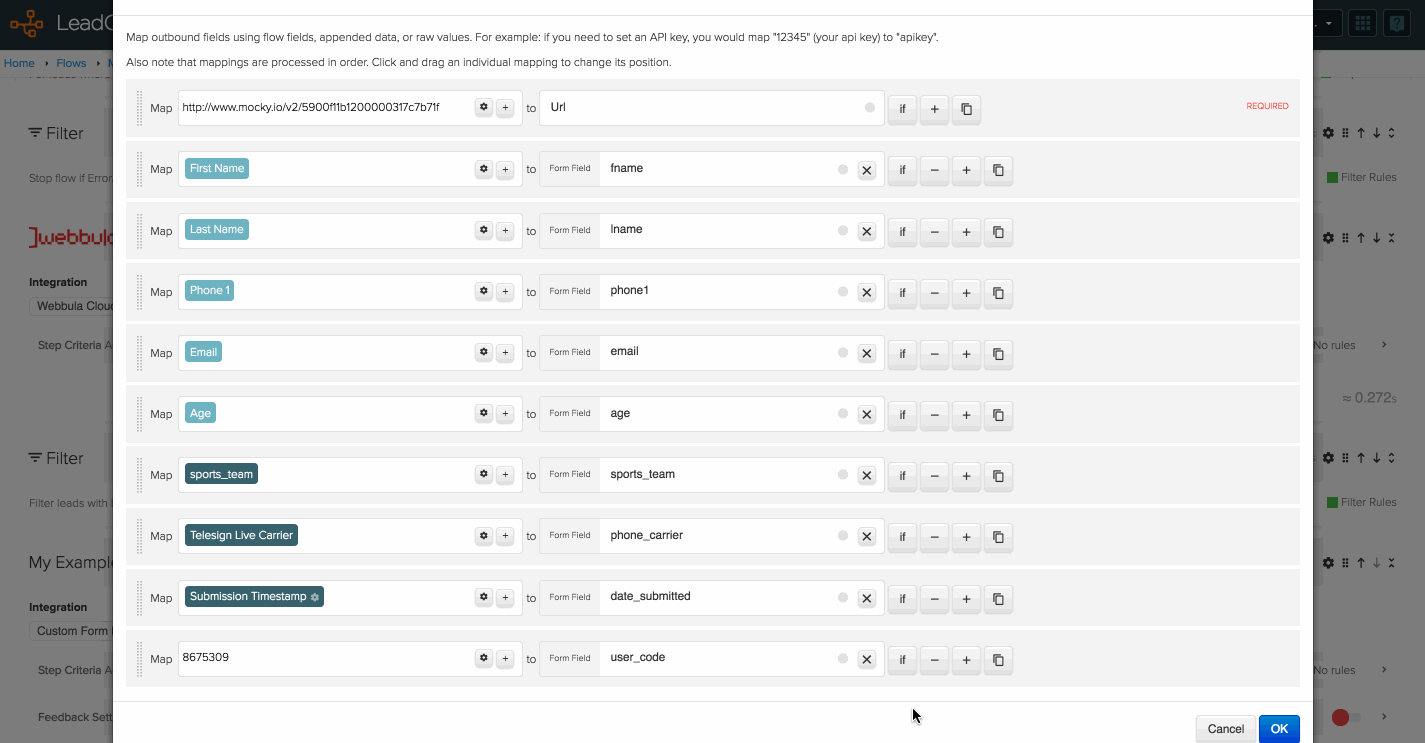 LeadC
Map outbound fields using flow fields, appended data, or raw values. For example: if you need to set an API key, you would map "12345" (your api key) to "apikey".
Also note that mappings are processed in order. Click and drag an individual mapping to change its position.
Home
Flows
M
Map http://www.mocky.io/v2/5900f11b1200000317c7b71f + to Url if + REQUIRED
Filter
Map First Name + to Form Field fname if − +
Stop flow if Error
Filter Rules
Map Last Name + to Form Field lname if − +
webbula
Integration
Map Phone 1 + to Form Field phone1 if − +
Webbula Cloud
Map Email + to Form Field email if − +
Step Criteria A
No rules
≈ 0.272s
Map Age + to Form Field age if − +
Filter
Map sports_team + to Form Field sports_team if − +
Filter leads with
Filter Rules
Map Telesign Live Carrier + to Form Field phone_carrier if − +
My Example
Integration
Map Submission Timestamp + to Form Field date_submitted if − +
Custom Form
Map 8675309 + to Form Field user_code if − +
Step Criteria A
No rules
Feedback Sett
Cancel
OK